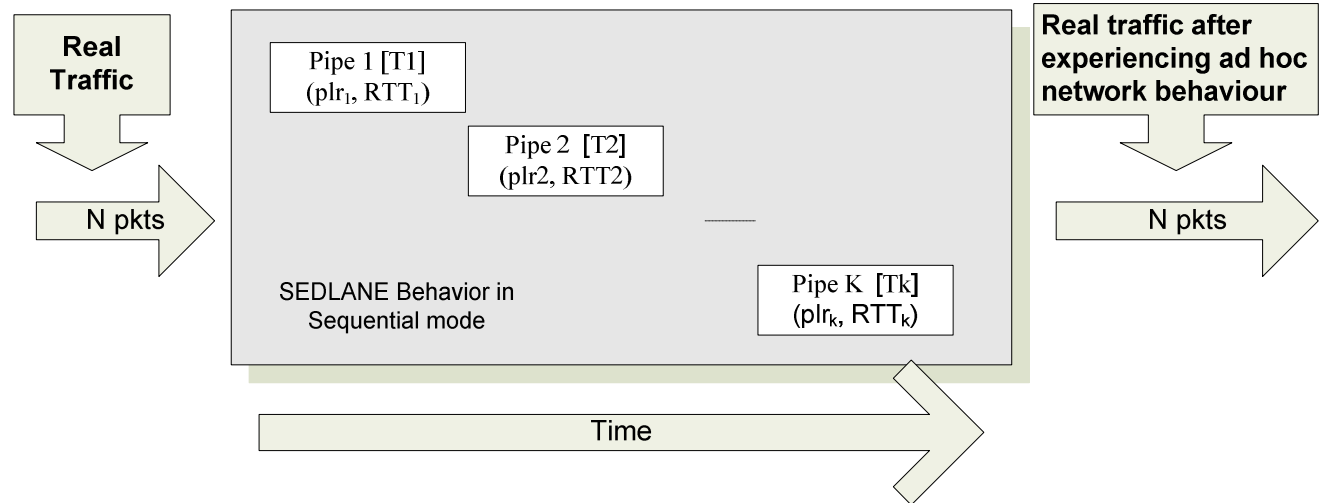 Real
Traffic
N pkts
Pipe 1 [T1]
(plr₁, RTT₁)
Pipe 2 [T2]
(plr2, RTT2)
Pipe K [Tk]
(plrₖ, RTTₖ)
SEDLANE Behavior in
Sequential mode
Time
Real traffic after
experiencing ad hoc
network behaviour
N pkts